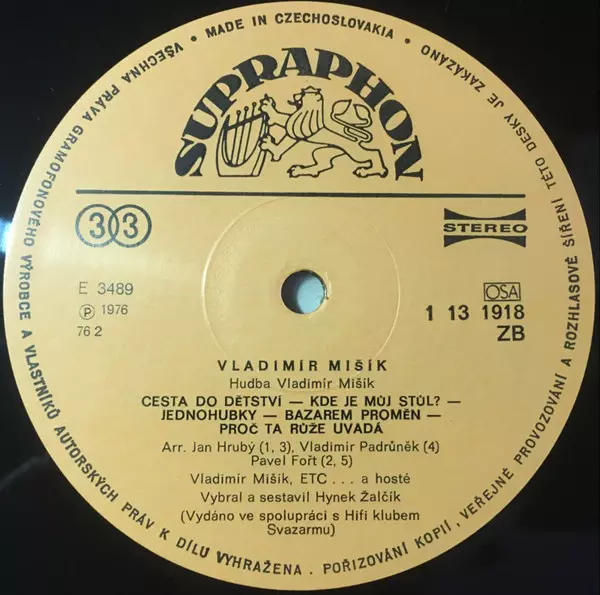 VŠECHNA PRÁVA GRAMOFONOVÉHO VÝROBCE A VLASTNÍKŮ AUTORSKÝCH PRÁV K DÍLU VYHRAŽENA. POŘIZOVÁNÍ KOPIÍ, VEŘEJNÉ PROVOZOVÁNÍ A ROZHLASOVÉ ŠÍŘENÍ TÉTO DESKY JE ZAKÁZÁNO • MADE IN CZECHOSLOVAKIA •
SUPRAPHON
33
STEREO
E 3489
Ⓟ 1976
76 2
OSA
1 13 1918
ZB
VLADIMÍR MIŠÍK
Hudba Vladimír Mišík
CESTA DO DĚTSTVÍ — KDE JE MŮJ STŮL? —
JEDNOHUBKY — BAZAREM PROMĚN —
PROČ TA RŮŽE UVADÁ
Arr. Jan Hrubý (1, 3), Vladimír Padrůněk (4)
Pavel Fořt (2, 5)
Vladimír Mišík, ETC . . . a hosté
Vybral a sestavil Hynek Žalčík
(Vydáno ve spolupráci s Hifi klubem
Svazarmu)